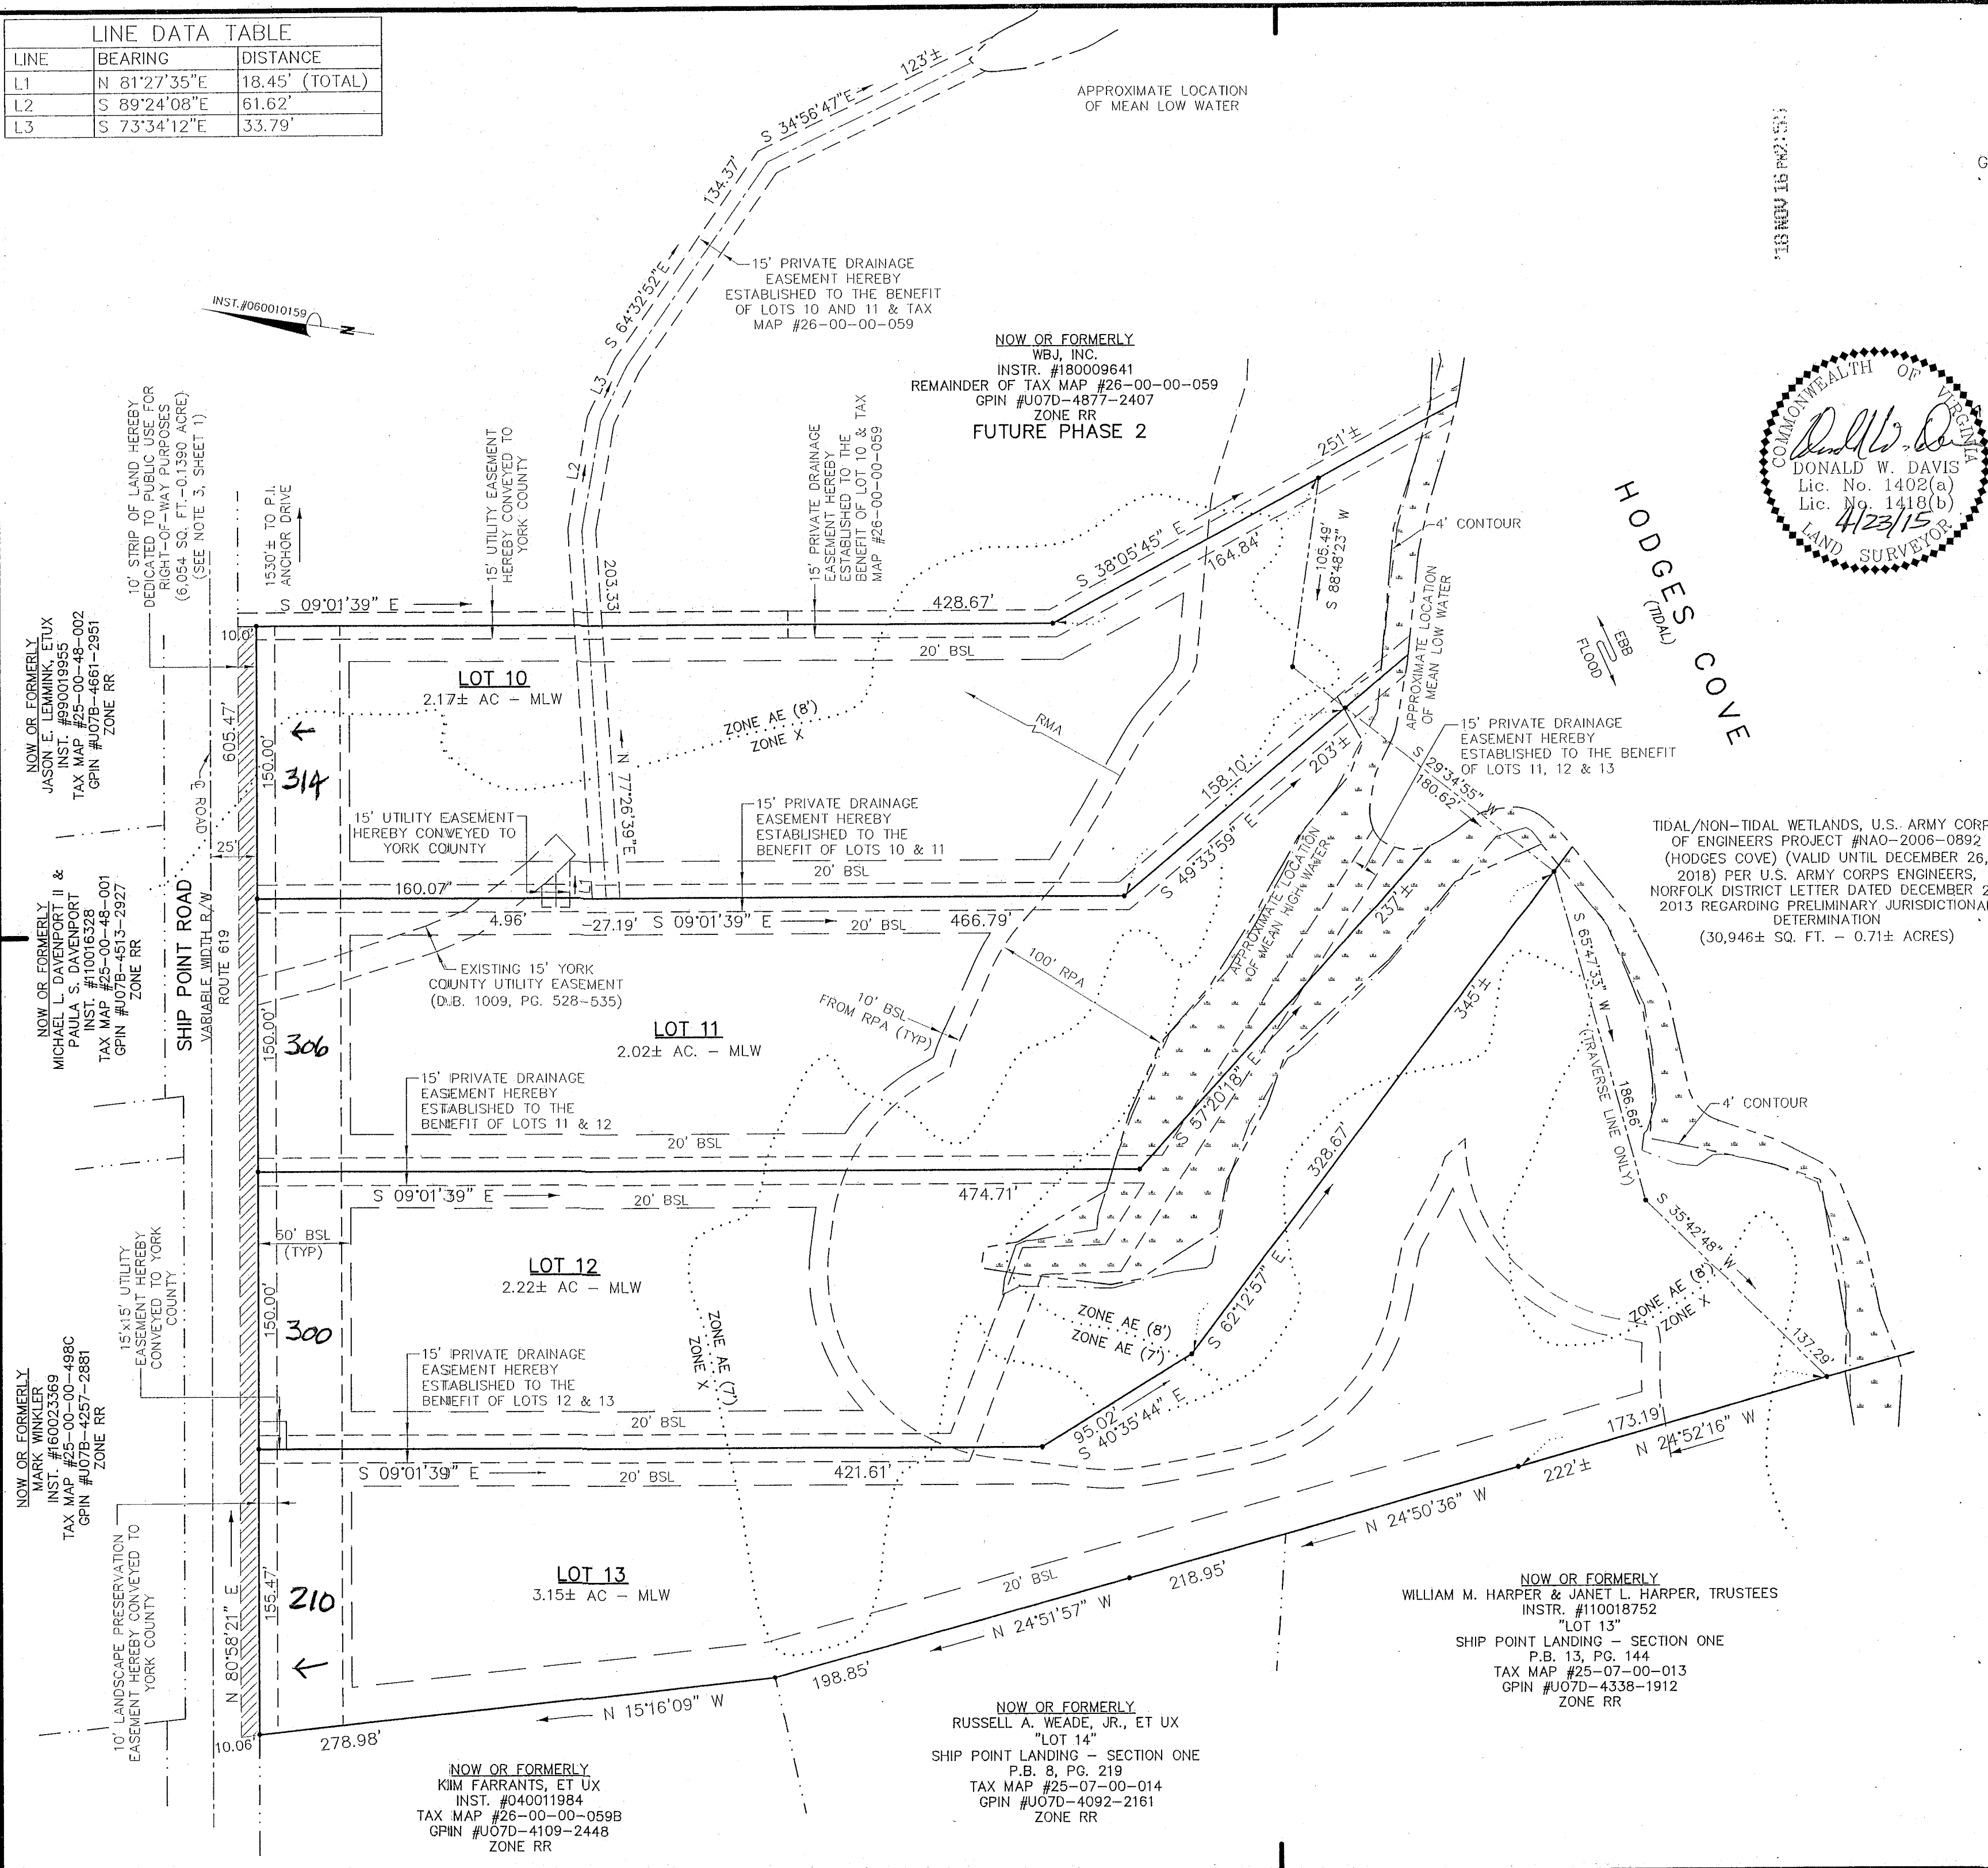 LINE DATA TABLE
LINE BEARING DISTANCE
L1 N 81°27'35"E 18.45' (TOTAL)
L2 S 89°24'08"E 61.62'
L3 S 73°34'12"E 33.79'
123'±
S 34°56'47"E
134.37'
S 64°32'52"E
L3
L2
APPROXIMATE LOCATION
OF MEAN LOW WATER
'18 NOV 16 PM2:53
G
INST.#060010159
N
15' PRIVATE DRAINAGE
EASEMENT HEREBY
ESTABLISHED TO THE BENEFIT
OF LOTS 10 AND 11 & TAX
MAP #26-00-00-059
NOW OR FORMERLY
WBJ, INC.
INSTR. #180009641
REMAINDER OF TAX MAP #26-00-00-059
GPIN #U07D-4877-2407
ZONE RR
FUTURE PHASE 2
COMMONWEALTH OF VIRGINIA
DONALD W. DAVIS
Lic. No. 1402(a)
Lic. No. 1418(b)
4/23/15
LAND SURVEYOR
10' STRIP OF LAND HEREBY
DEDICATED TO PUBLIC USE FOR
RIGHT-OF-WAY PURPOSES
(6,054 SQ. FT.-0.1390 ACRE)
(SEE NOTE 3, SHEET 1)
1530'± TO P.I.
ANCHOR DRIVE
15' UTILITY EASEMENT
HEREBY CONVEYED TO
YORK COUNTY
15' PRIVATE DRAINAGE
EASEMENT HEREBY
ESTABLISHED TO THE
BENEFIT OF LOT 10 & TAX
MAP #26-00-00-059
203.33'
251'±
S 38°05'45" E
164.84'
105.49'
S 88°48'23" W
4' CONTOUR
APPROXIMATE LOCATION
OF MEAN LOW WATER
HODGES COVE
(TIDAL)
EBB
FLOOD
S 09°01'39" E
428.67'
10.0'
20' BSL
NOW OR FORMERLY
JASON E. LEMMINK, ETUX
INST. #990019955
TAX MAP #25-00-48-002
GPIN #U07B-4661-2951
ZONE RR
605.47'
150.00'
LOT 10
2.17± AC - MLW
314
ZONE AE (8')
ZONE X
RMA
N 77°26'39"E
℄ ROAD
25'
15' UTILITY EASEMENT
HEREBY CONVEYED TO
YORK COUNTY
15' PRIVATE DRAINAGE
EASEMENT HEREBY
ESTABLISHED TO THE
BENEFIT OF LOTS 10 & 11
20' BSL
158.10'
203'±
S 49°33'59" E
15' PRIVATE DRAINAGE
EASEMENT HEREBY
ESTABLISHED TO THE BENEFIT
OF LOTS 11, 12 & 13
S 29°34'55" W
180.62'
TIDAL/NON-TIDAL WETLANDS, U.S. ARMY CORP
OF ENGINEERS PROJECT #NAO-2006-0892
(HODGES COVE) (VALID UNTIL DECEMBER 26,
2018) PER U.S. ARMY CORPS ENGINEERS,
NORFOLK DISTRICT LETTER DATED DECEMBER 2
2013 REGARDING PRELIMINARY JURISDICTIONAL
DETERMINATION
(30,946± SQ. FT. - 0.71± ACRES)
NOW OR FORMERLY
MICHAEL L. DAVENPORT II &
PAULA S. DAVENPORT
INST. #110016328
TAX MAP #25-00-48-001
GPIN #U07B-4513-2927
ZONE RR
SHIP POINT ROAD
VARIABLE WIDTH R/W
ROUTE 619
160.07'
L1
4.96'
27.19'
S 09°01'39" E
20' BSL
466.79'
EXISTING 15' YORK
COUNTY UTILITY EASEMENT
(D.B. 1009, PG. 528-535)
100' RPA
10' BSL
FROM RPA (TYP)
APPROXIMATE LOCATION
OF MEAN HIGH WATER
237'±
S 57°20'18" E
345'±
328.67'
S 62°12'57" E
S 65°47'33" W
186.66'
(TRAVERSE LINE ONLY)
4' CONTOUR
150.00'
306
LOT 11
2.02± AC. - MLW
15' PRIVATE DRAINAGE
EASEMENT HEREBY
ESTABLISHED TO THE
BENEFIT OF LOTS 11 & 12
20' BSL
S 09°01'39" E
20' BSL
474.71'
50' BSL
(TYP)
15'x15' UTILITY
EASEMENT HEREBY
CONVEYED TO YORK
COUNTY
150.00'
300
LOT 12
2.22± AC - MLW
ZONE AE (7')
ZONE X
ZONE AE (8')
ZONE AE (7')
S 35°42'48" W
137.29'
ZONE AE (8')
ZONE X
15' PRIVATE DRAINAGE
EASEMENT HEREBY
ESTABLISHED TO THE
BENEFIT OF LOTS 12 & 13
20' BSL
95.02'
S 40°35'44" E
S 09°01'39" E
20' BSL
421.61'
NOW OR FORMERLY
MARK WINKLER
INST. #160023369
TAX MAP #25-00-00-498C
GPIN #U07B-4257-2881
ZONE RR
10' LANDSCAPE PRESERVATION
EASEMENT HEREBY CONVEYED TO
YORK COUNTY
N 80°58'21" E
155.47'
210
LOT 13
3.15± AC - MLW
20' BSL
173.19'
N 24°52'16" W
222'±
N 24°50'36" W
218.95'
N 24°51'57" W
198.85'
N 15°16'09" W
10.06'
278.98'
NOW OR FORMERLY
KIM FARRANTS, ET UX
INST. #040011984
TAX MAP #26-00-00-059B
GPIN #U07D-4109-2448
ZONE RR
NOW OR FORMERLY
RUSSELL A. WEADE, JR., ET UX
"LOT 14"
SHIP POINT LANDING - SECTION ONE
P.B. 8, PG. 219
TAX MAP #25-07-00-014
GPIN #U07D-4092-2161
ZONE RR
NOW OR FORMERLY
WILLIAM M. HARPER & JANET L. HARPER, TRUSTEES
INSTR. #110018752
"LOT 13"
SHIP POINT LANDING - SECTION ONE
P.B. 13, PG. 144
TAX MAP #25-07-00-013
GPIN #U07D-4338-1912
ZONE RR